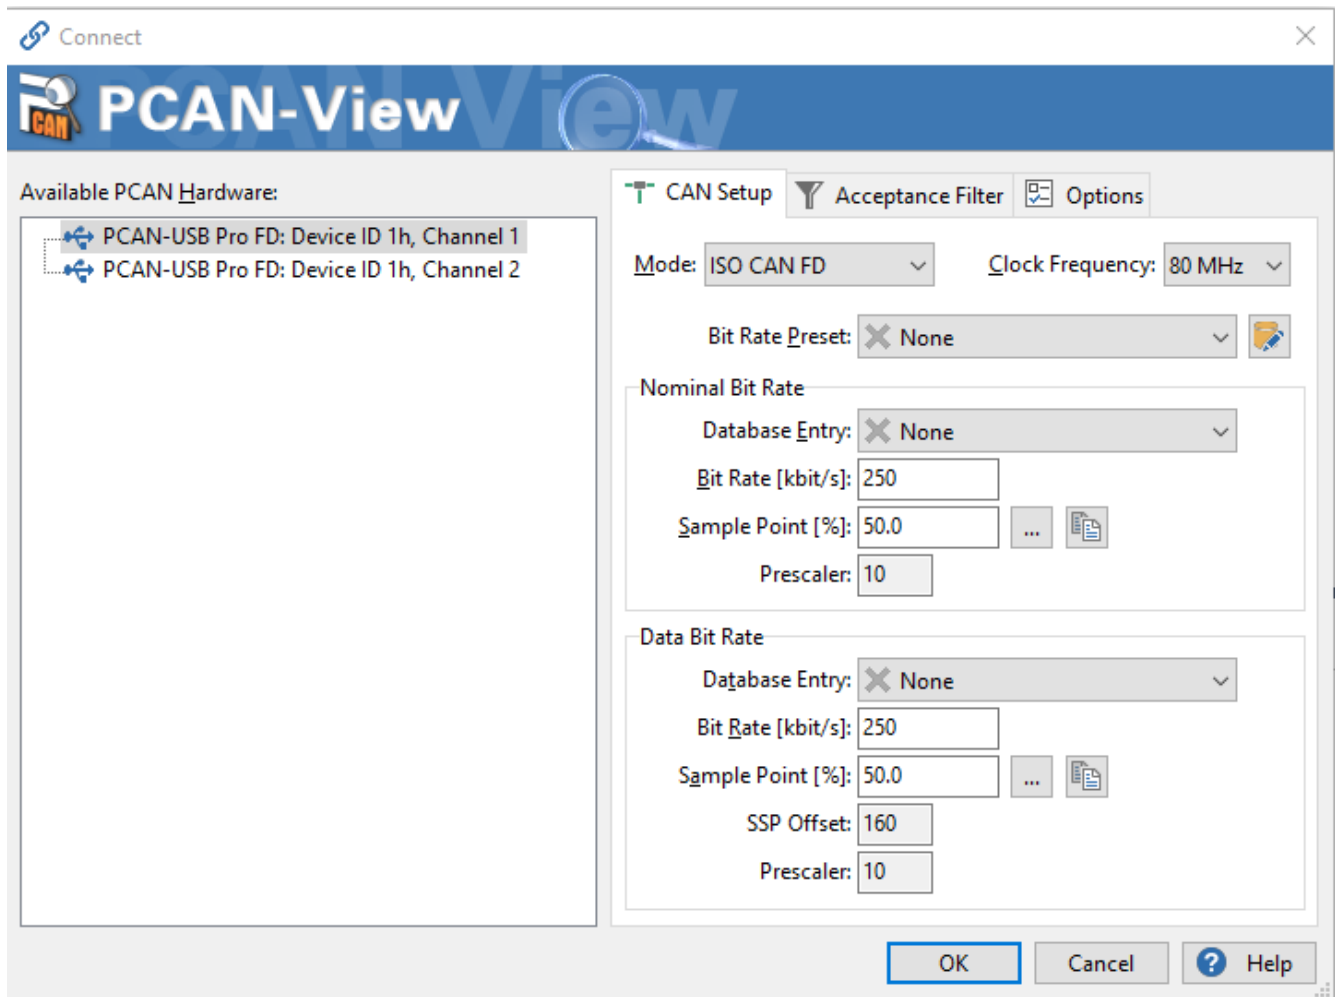 Connect
PCAN-View
CAN
Available PCAN Hardware:
PCAN-USB Pro FD: Device ID 1h, Channel 1
PCAN-USB Pro FD: Device ID 1h, Channel 2
CAN Setup Acceptance Filter Options
Mode: ISO CAN FD Clock Frequency: 80 MHz
Bit Rate Preset: None
Nominal Bit Rate
Database Entry: None
Bit Rate [kbit/s]: 250
Sample Point [%]: 50.0 ...
Prescaler: 10
Data Bit Rate
Database Entry: None
Bit Rate [kbit/s]: 250
Sample Point [%]: 50.0 ...
SSP Offset: 160
Prescaler: 10
OK Cancel ? Help